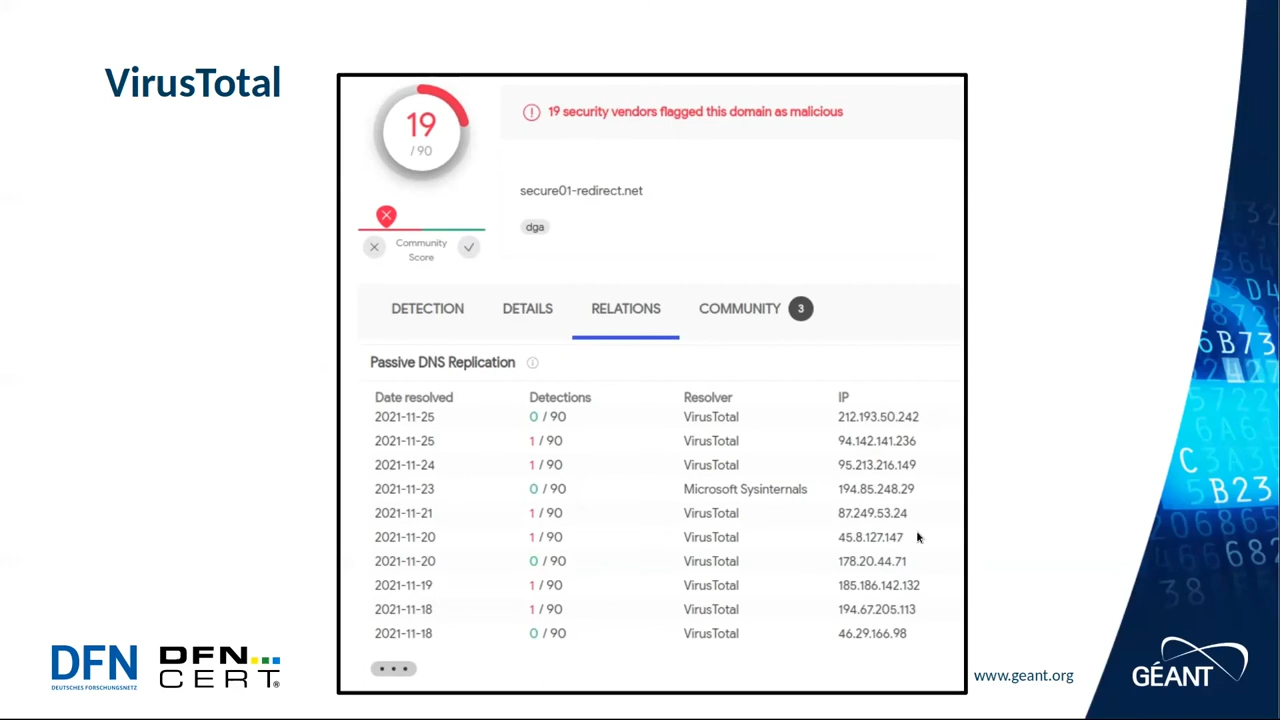 VirusTotal
19
/ 90
19 security vendors flagged this domain as malicious
secure01-redirect.net
dga
Community
Score
DETECTION DETAILS RELATIONS COMMUNITY 3
Passive DNS Replication
Date resolved Detections Resolver IP
2021-11-25 0 / 90 VirusTotal 212.193.50.242
2021-11-25 1 / 90 VirusTotal 94.142.141.236
2021-11-24 1 / 90 VirusTotal 95.213.216.149
2021-11-23 0 / 90 Microsoft Sysinternals 194.85.248.29
2021-11-21 1 / 90 VirusTotal 87.249.53.24
2021-11-20 1 / 90 VirusTotal 45.8.127.147
2021-11-20 0 / 90 VirusTotal 178.20.44.71
2021-11-19 1 / 90 VirusTotal 185.186.142.132
2021-11-18 1 / 90 VirusTotal 194.67.205.113
2021-11-18 0 / 90 VirusTotal 46.29.166.98
DFN
DEUTSCHES FORSCHUNGSNETZ
DFN
CERT®
www.geant.org
GÉANT
6B73
B23